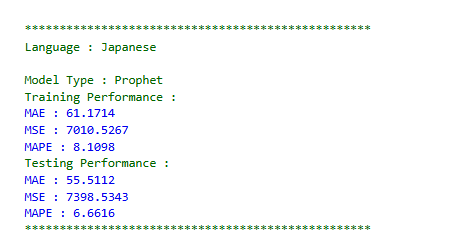 **************************************************
Language : Japanese
Model Type : Prophet
Training Performance :
MAE : 61.1714
MSE : 7010.5267
MAPE : 8.1098
Testing Performance :
MAE : 55.5112
MSE : 7398.5343
MAPE : 6.6616
**************************************************